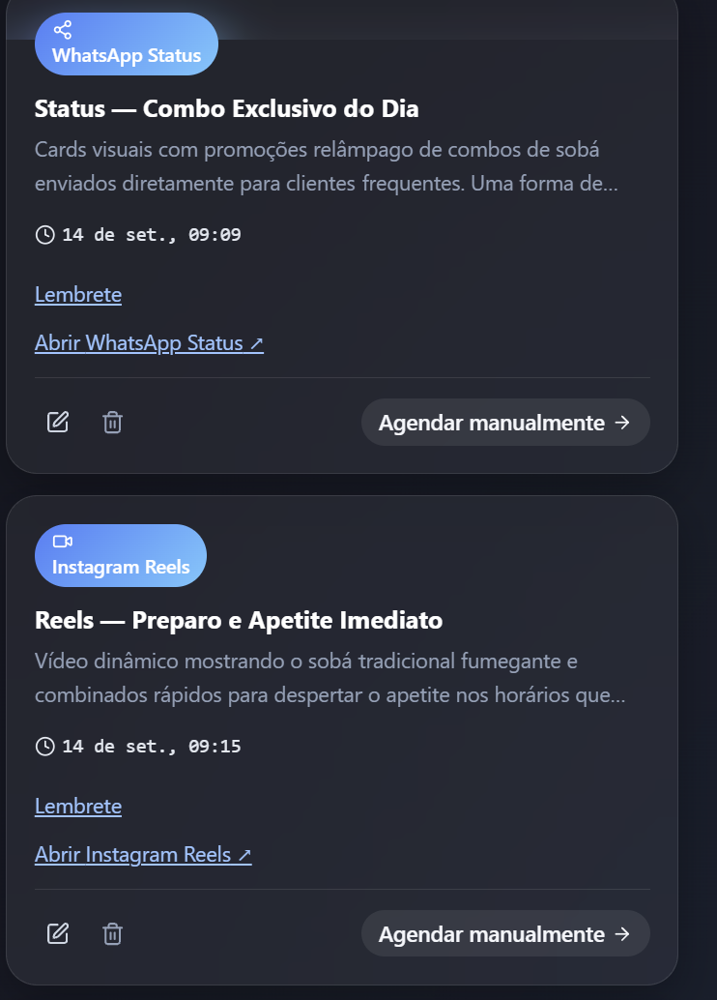 WhatsApp Status
Status — Combo Exclusivo do Dia
Cards visuais com promoções relâmpago de combos de sobá
enviados diretamente para clientes frequentes. Uma forma de...
14 de set., 09:09
Lembrete
Abrir WhatsApp Status ↗
Agendar manualmente →
Instagram Reels
Reels — Preparo e Apetite Imediato
Vídeo dinâmico mostrando o sobá tradicional fumegante e
combinados rápidos para despertar o apetite nos horários que...
14 de set., 09:15
Lembrete
Abrir Instagram Reels ↗
Agendar manualmente →